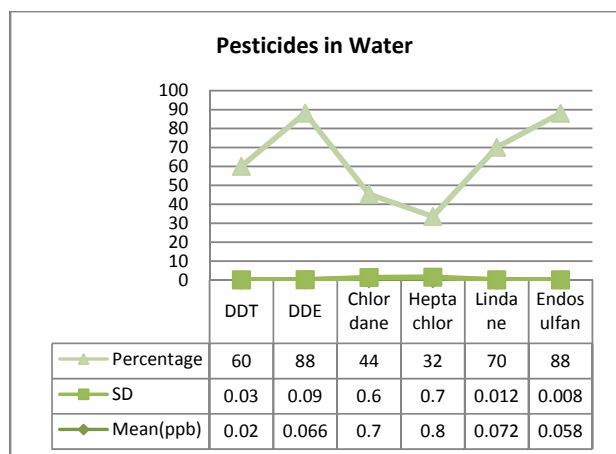 Pesticides in Water
100
90
80
70
60
50
40
30
20
10
0
DDT DDE Chlor Hepta Linda Endos
dane chlor ne ulfan
Percentage 60 88 44 32 70 88
SD 0.03 0.09 0.6 0.7 0.012 0.008
Mean(ppb) 0.02 0.066 0.7 0.8 0.072 0.058